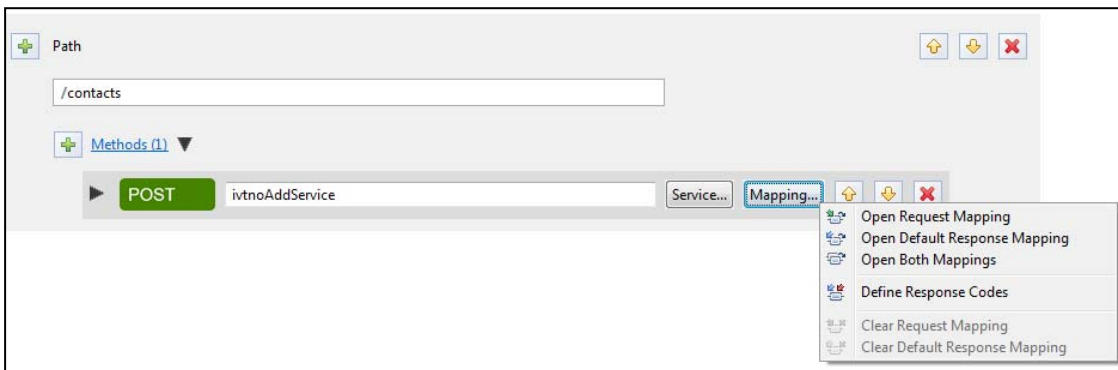 Path
/contacts
Methods (1)
POST ivtnoAddService Service... Mapping...
Open Request Mapping
Open Default Response Mapping
Open Both Mappings
Define Response Codes
Clear Request Mapping
Clear Default Response Mapping